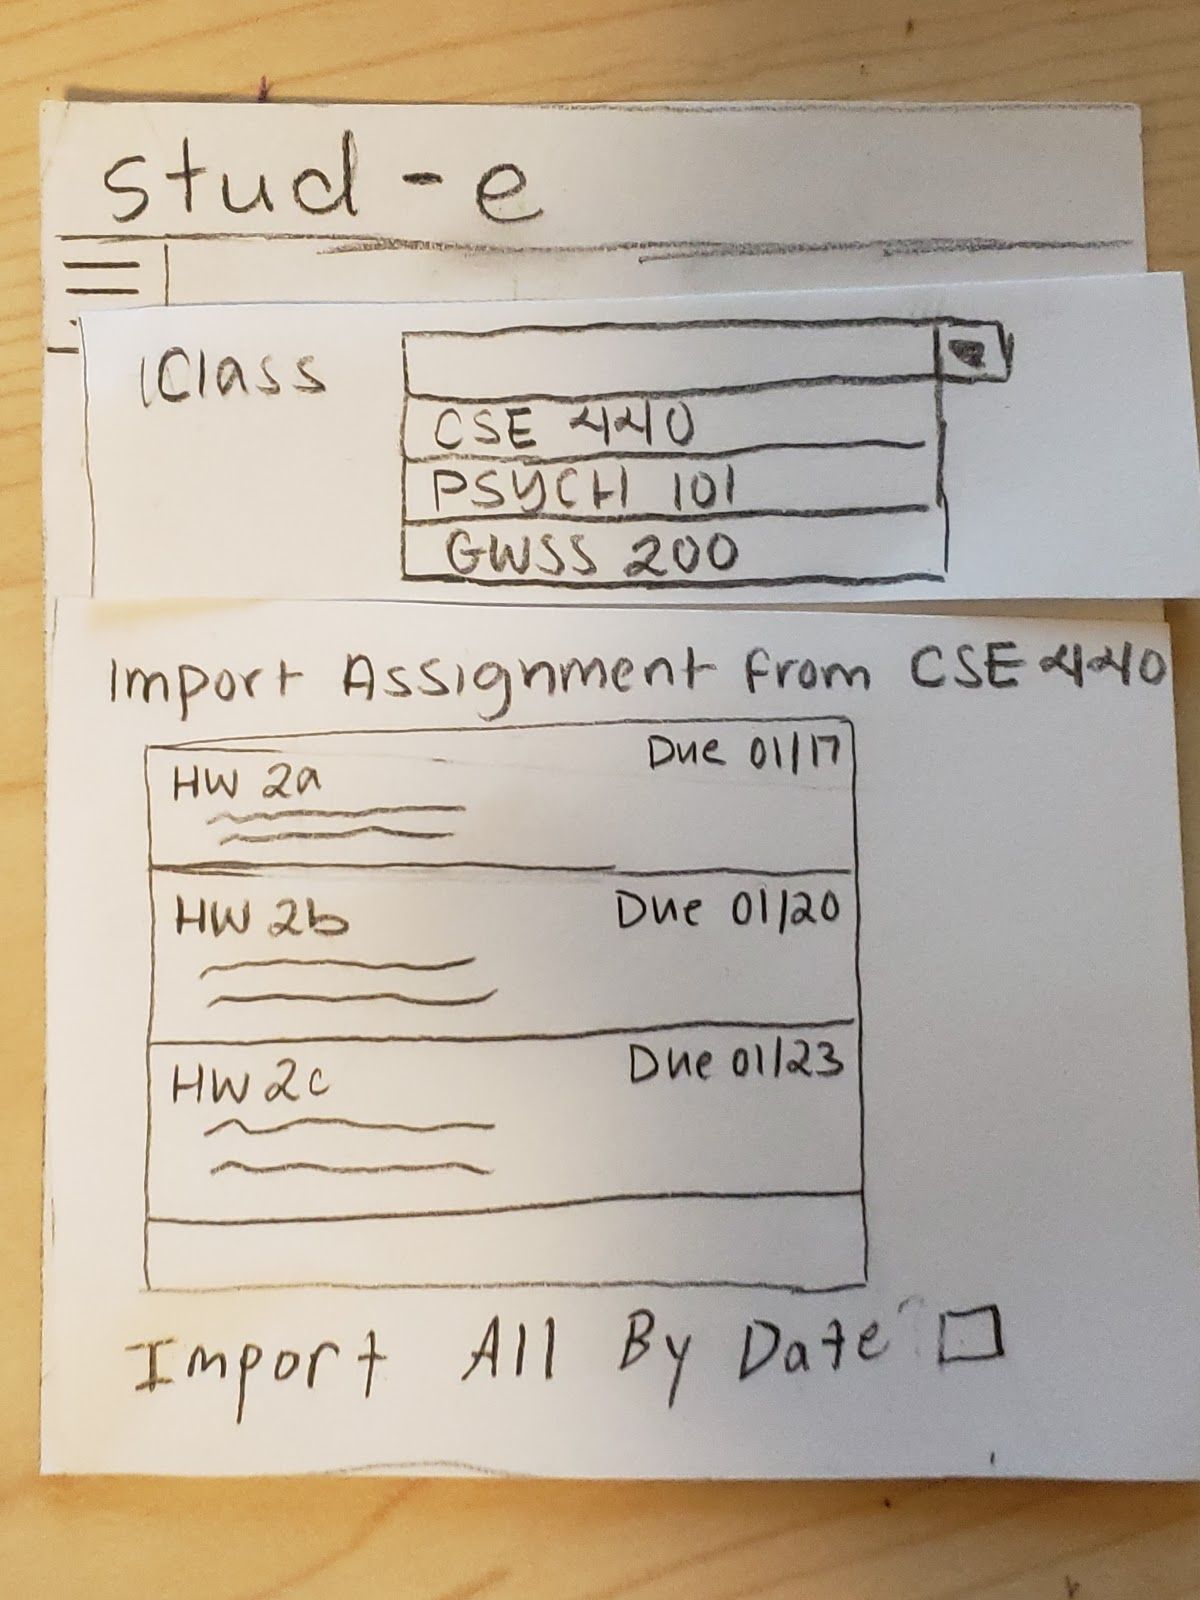 stud-e
Class
CSE 440
PSYCH 101
GWSS 200
Import Assignment from CSE 440
HW 2a Due 01/17
HW 2b Due 01/20
HW 2c Due 01/23
Import All By Date